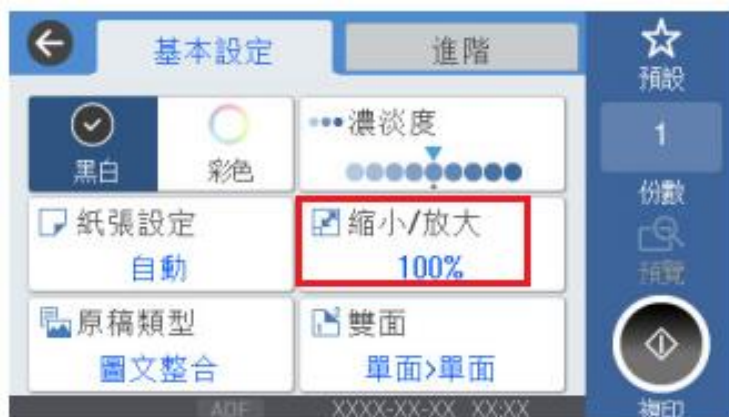 基本設定
進階
預設
黑白
彩色
濃淡度
1
份數
紙張設定
自動
縮小/放大
100%
預覽
原稿類型
圖文整合
雙面
單面>單面
ADF
XXXX-XX-XX XX:XX
複印